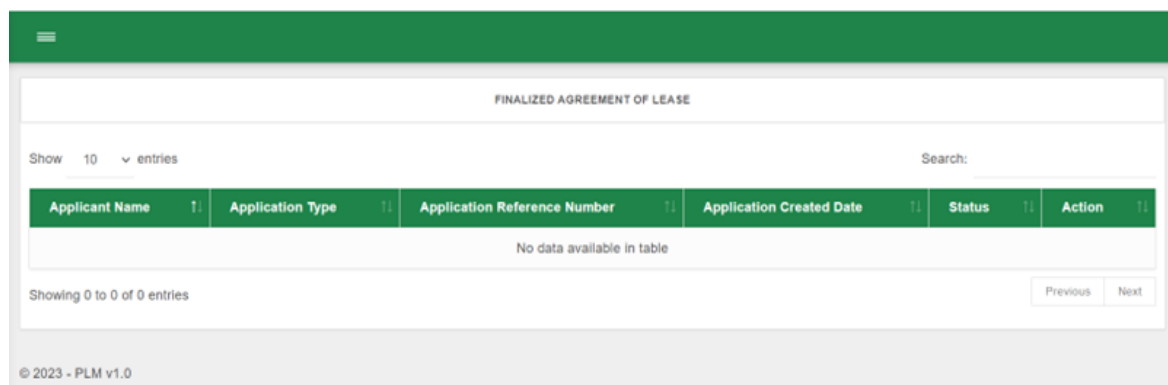 FINALIZED AGREEMENT OF LEASE
Show 10 entries Search:
Applicant Name Application Type Application Reference Number Application Created Date Status Action
No data available in table
Showing 0 to 0 of 0 entries Previous Next
© 2023 - PLM v1.0